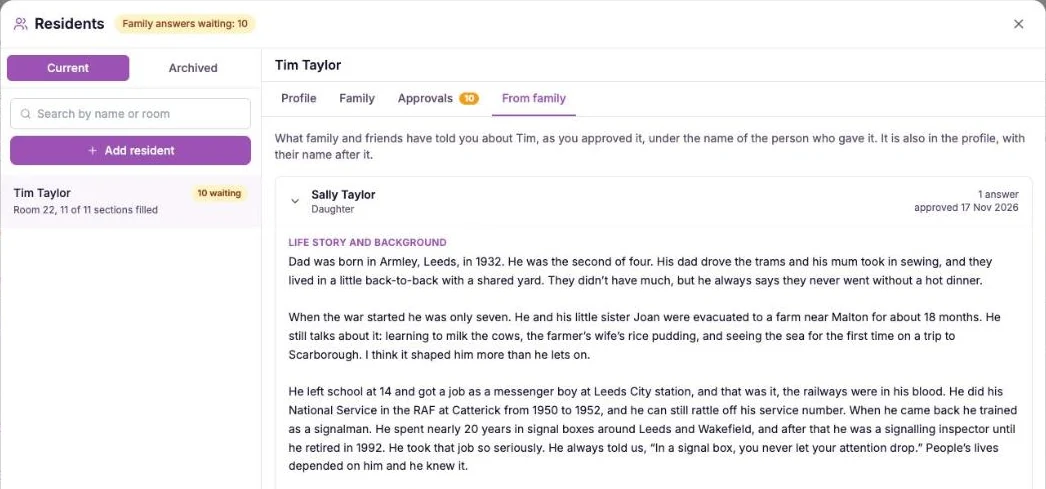 Residents
Family answers waiting: 10
Current
Archived
Search by name or room
+ Add resident
Tim Taylor
10 waiting
Room 22, 11 of 11 sections filled
Tim Taylor
Profile
Family
Approvals 10
From family
What family and friends have told you about Tim, as you approved it, under the name of the person who gave it. It is also in the profile, with
their name after it.
Sally Taylor
Daughter
1 answer
approved 17 Nov 2026
LIFE STORY AND BACKGROUND
Dad was born in Armley, Leeds, in 1932. He was the second of four. His dad drove the trams and his mum took in sewing, and they
lived in a little back-to-back with a shared yard. They didn’t have much, but he always says they never went without a hot dinner.
When the war started he was only seven. He and his little sister Joan were evacuated to a farm near Malton for about 18 months. He
still talks about it: learning to milk the cows, the farmer’s wife’s rice pudding, and seeing the sea for the first time on a trip to
Scarborough. I think it shaped him more than he lets on.
He left school at 14 and got a job as a messenger boy at Leeds City station, and that was it, the railways were in his blood. He did his
National Service in the RAF at Catterick from 1950 to 1952, and he can still rattle off his service number. When he came back he trained
as a signalman. He spent nearly 20 years in signal boxes around Leeds and Wakefield, and after that he was a signalling inspector until
he retired in 1992. He took that job so seriously. He always told us, “In a signal box, you never let your attention drop.” People’s lives
depended on him and he knew it.